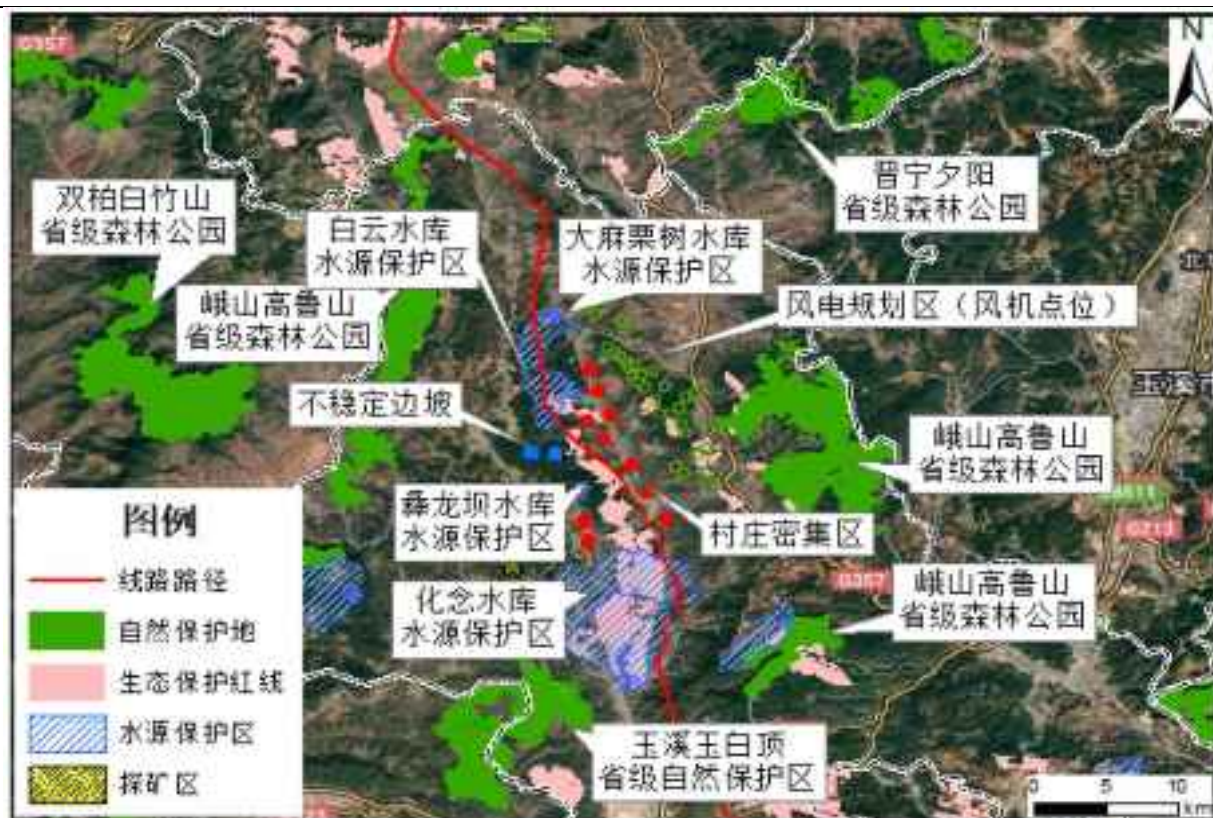 G357
N
晋宁夕阳
省级森林公园
双柏白竹山
省级森林公园
白云水库
水源保护区
大麻栗树水库
水源保护区
峨山高鲁山
省级森林公园
风电规划区（风机点位）
不稳定边坡
峨山高鲁山
省级森林公园
彝龙坝水库
水源保护区
村庄密集区
G213
化念水库
水源保护区
G357
峨山高鲁山
省级森林公园
玉溪玉白顶
省级自然保护区
图例
线路路径
自然保护地
生态保护红线
水源保护区
探矿区
0 5 10
km